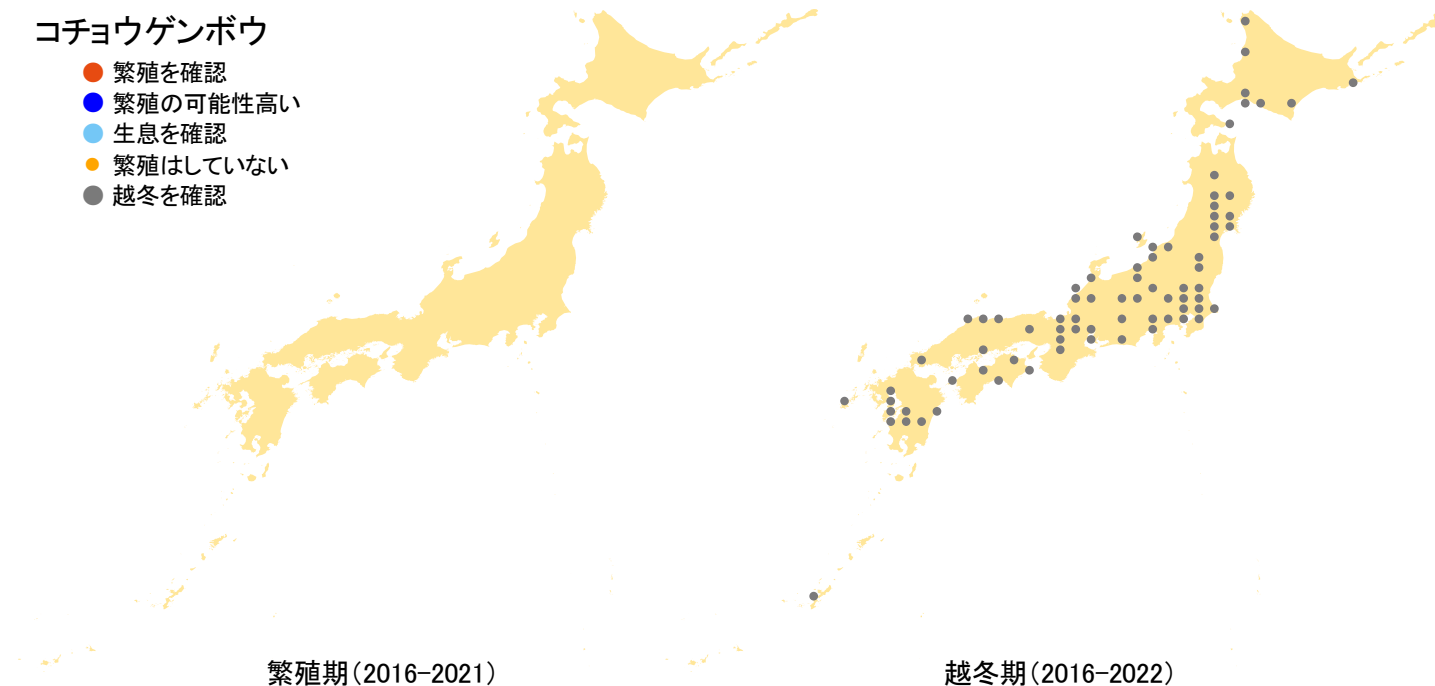 コチョウゲンボウ
繁殖を確認
繁殖の可能性高い
生息を確認
繁殖はしていない
越冬を確認
繁殖期(2016-2021)
越冬期(2016-2022)